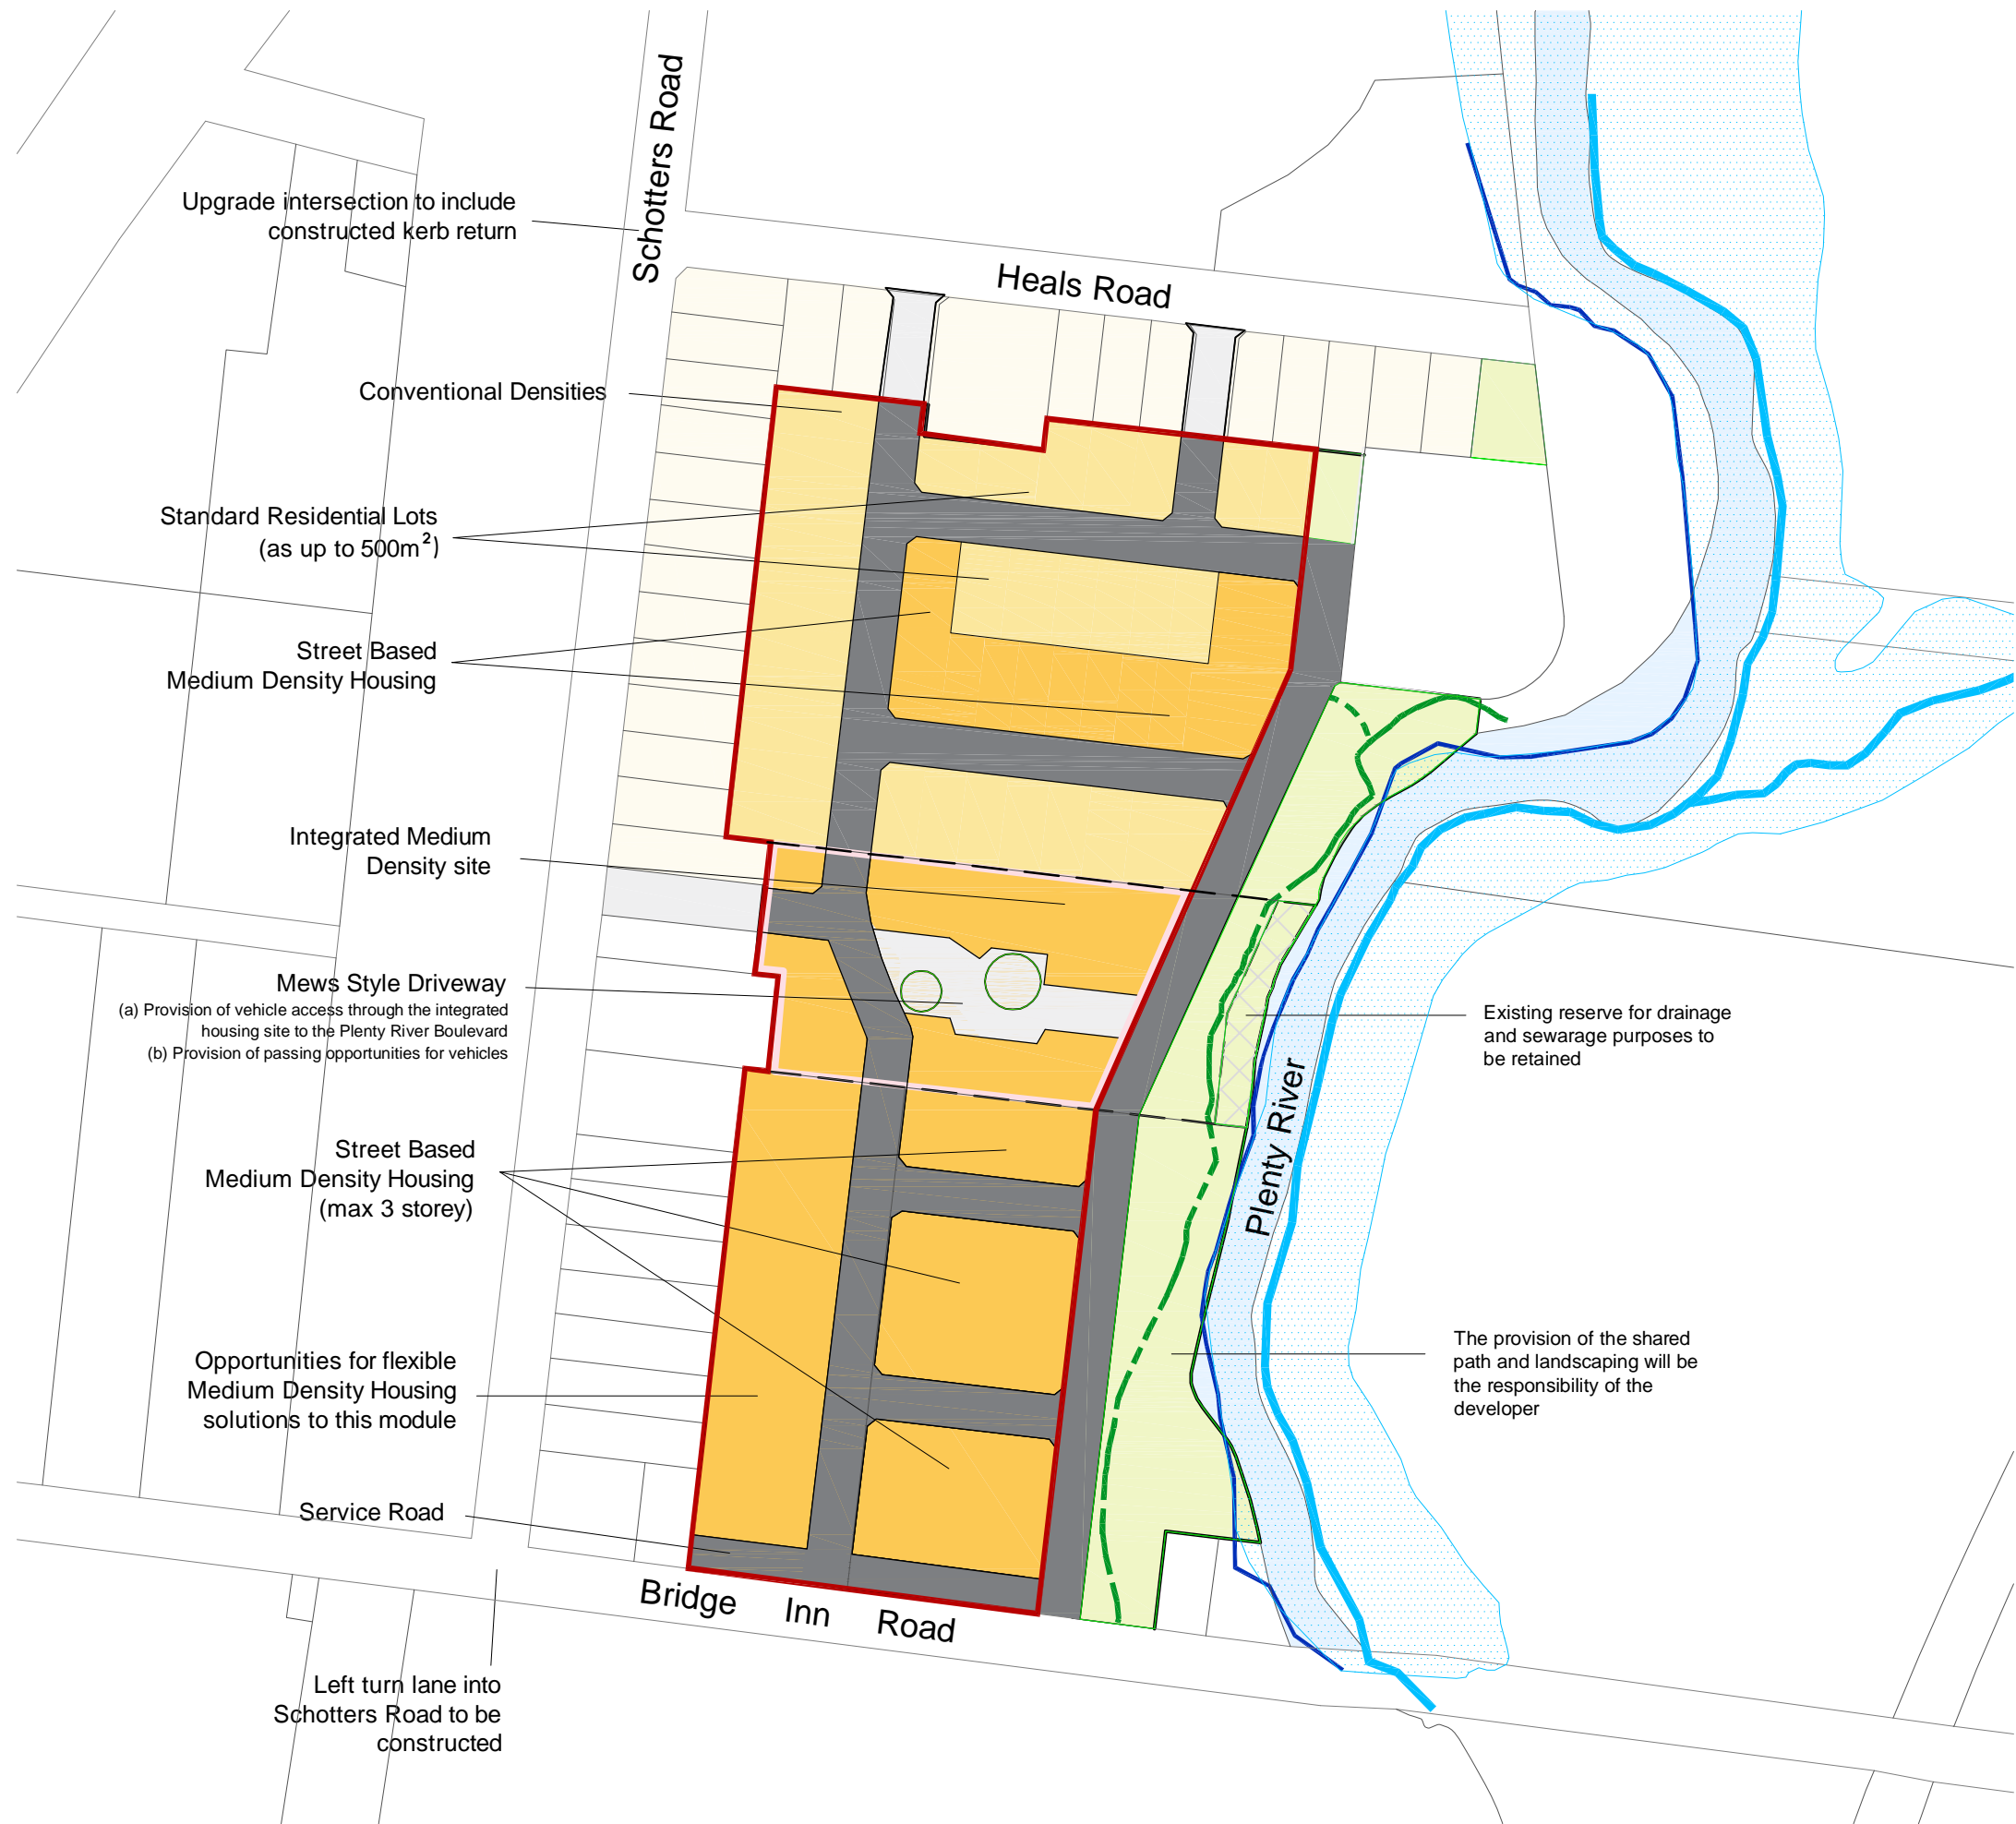 Schotters Road
Upgrade intersection to include
constructed kerb return
Heals Road
Conventional Densities
Standard Residential Lots
(as up to 500m²)
Street Based
Medium Density Housing
Integrated Medium
Density site
Mews Style Driveway
(a) Provision of vehicle access through the integrated
housing site to the Plenty River Boulevard
(b) Provision of passing opportunities for vehicles
Existing reserve for drainage
and sewarage purposes to
be retained
Plenty River
Street Based
Medium Density Housing
(max 3 storey)
The provision of the shared
path and landscaping will be
the responsibility of the
developer
Opportunities for flexible
Medium Density Housing
solutions to this module
Service Road
Bridge Inn Road
Left turn lane into
Schotters Road to be
constructed